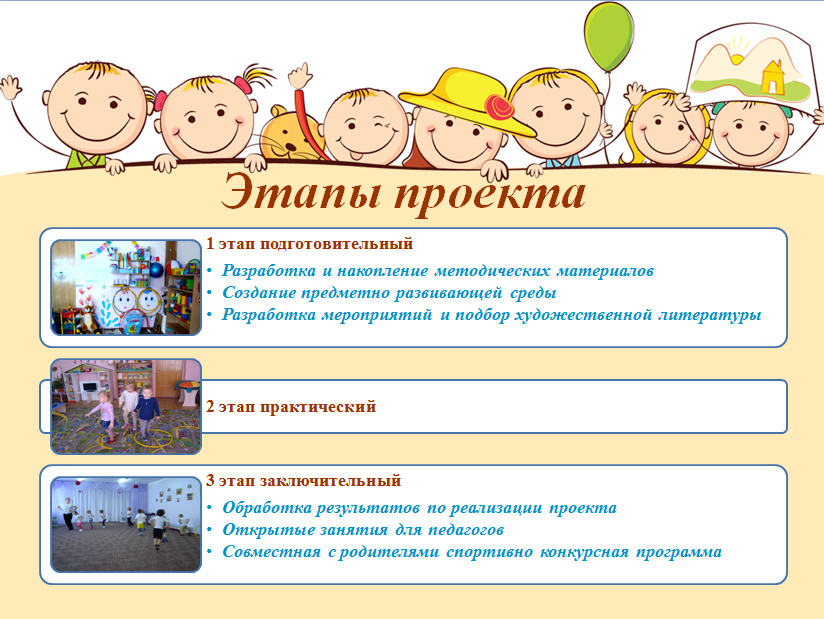 Этапы проекта
1 этап подготовительный
• Разработка и накопление методических материалов
• Создание предметно развивающей среды
• Разработка мероприятий и подбор художественной литературы
2 этап практический
3 этап заключительный
• Обработка результатов по реализации проекта
• Открытые занятия для педагогов
• Совместная с родителями спортивно конкурсная программа